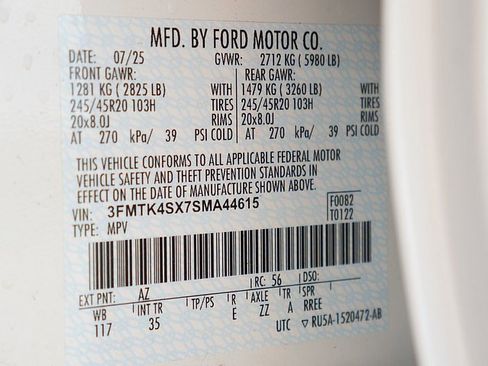 MFD. BY FORD MOTOR CO.
DATE: 07/25 GVWR: 2712 KG ( 5980 LB)
FRONT GAWR: REAR GAWR:
1281 KG ( 2825 LB) WITH 1479 KG ( 3260 LB) WITH
245/45R20 103H TIRES 245/45R20 103H TIRES
20x8.0J RIMS 20x8.0J RIMS
AT 270 kPa/ 39 PSI COLD AT 270 kPa/ 39 PSI COLD
THIS VEHICLE CONFORMS TO ALL APPLICABLE FEDERAL MOTOR
VEHICLE SAFETY AND THEFT PREVENTION STANDARDS IN
EFFECT ON THE DATE OF MANUFACTURE SHOWN ABOVE.
VIN: 3FMTK4SX7SMA44615 F0082
TYPE: MPV T0122
RC: 56 DSO:
EXT PNT: AZ
WB INT TR TP/PS R AXLE TR SPR
117 35 E ZZ A RREE
UTC ▽ RU5A-1520472-AB